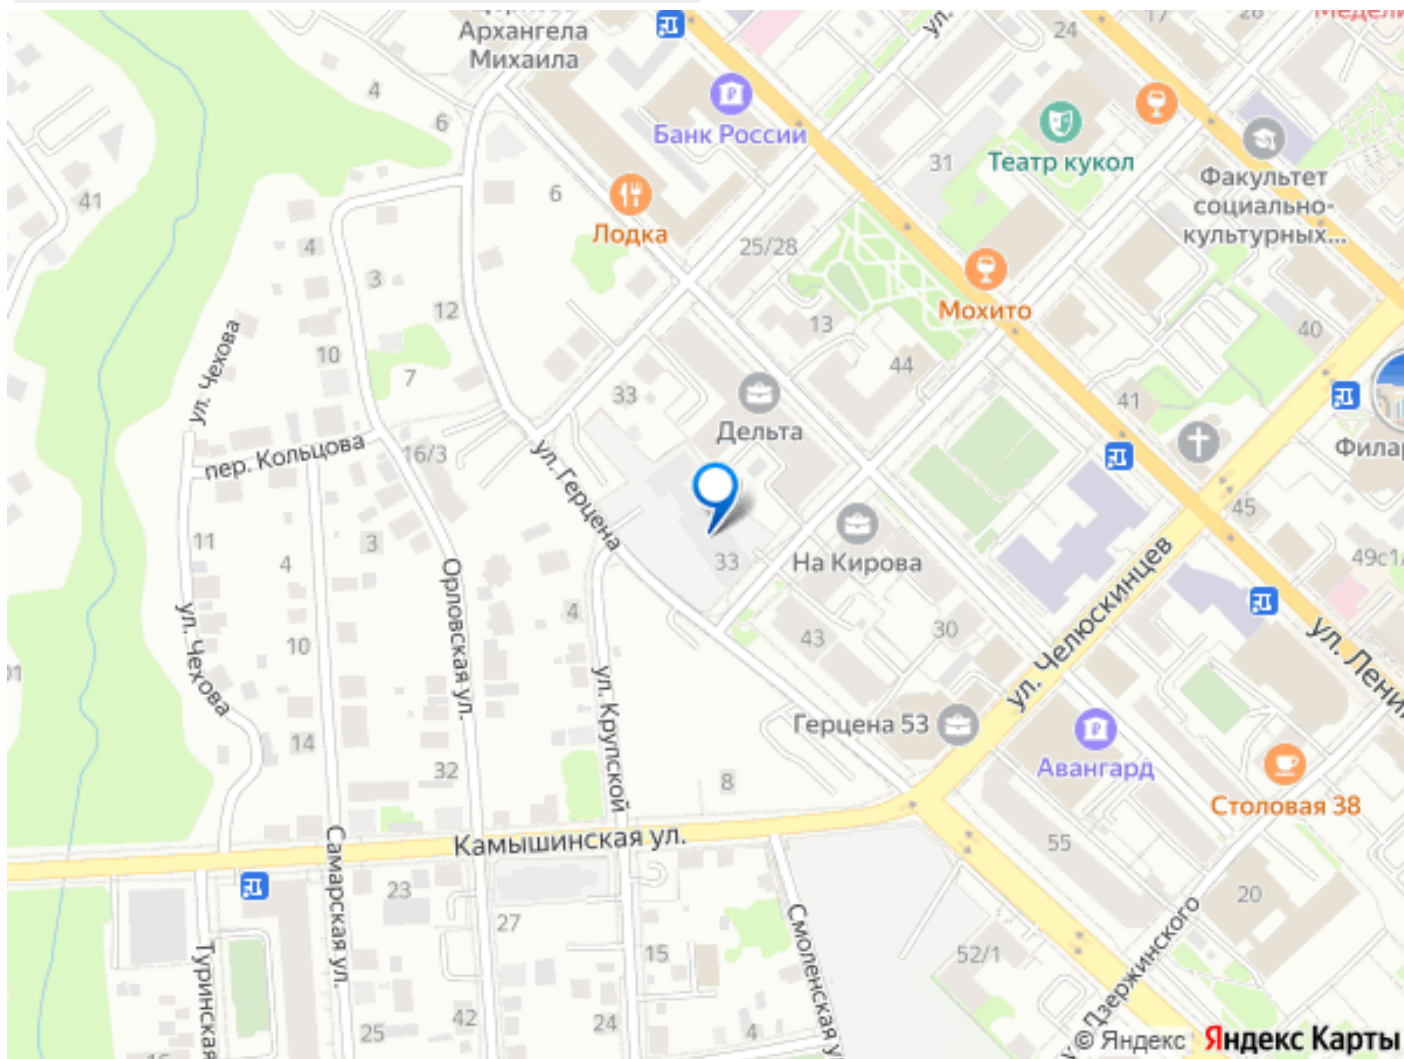 Архангела
Михаила
4
6
41
Банк России
6
Лодка
25/28
24
17
28
31
Театр кукол
Факультет
социально-
культурных...
Мохито
13
44
40
41
4
3
12
10
7
ул. Чехова
33
Дельта
пер. Кольцова
16/3
ул. Герцена
Филар
45
49с1/
11
4
3
33
На Кирова
ул. Челюскинцев
Орловская ул.
4
10
43
30
ул. Чехова
ул. Крупской
ул. Ленин
Герцена 53
14
32
8
Авангард
Столовая 38
Камышинская ул.
55
Самарская ул.
23
27
20
Туринская
15
Смоленская у
52/1
Дзержинского
25
42
24
4
© Яндекс Яндекс Карты